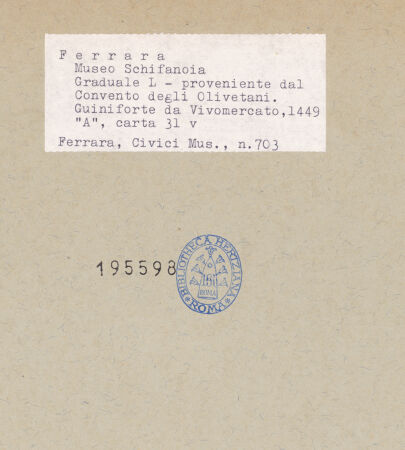 F e r r a r a
Museo Schifanoia
Graduale L - proveniente dal
Convento degli Olivetani.
Guiniforte da Vivomercato,1449
"A", carta 31 v
Ferrara, Civici Mus., n.703
195598
BIBLIOTHECA HERTZIANA
ROMA